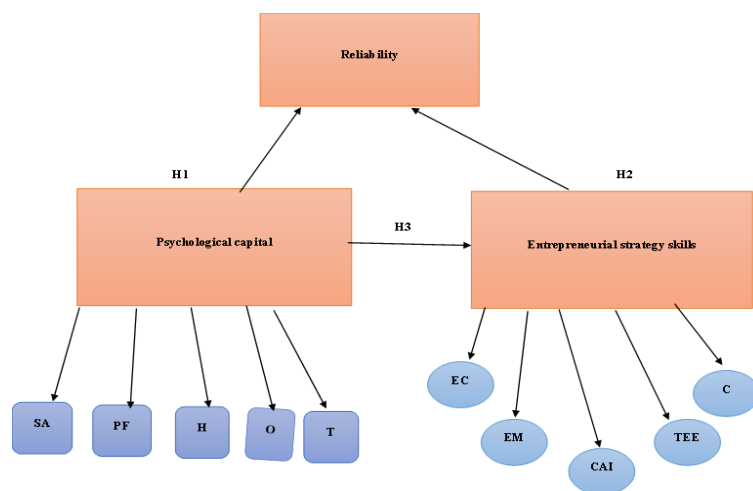 Reliability
H1
H2
Psychological capital
H3
Entrepreneurial strategy skills
SA
PF
H
O
T
EC
EM
CAI
TEE
C